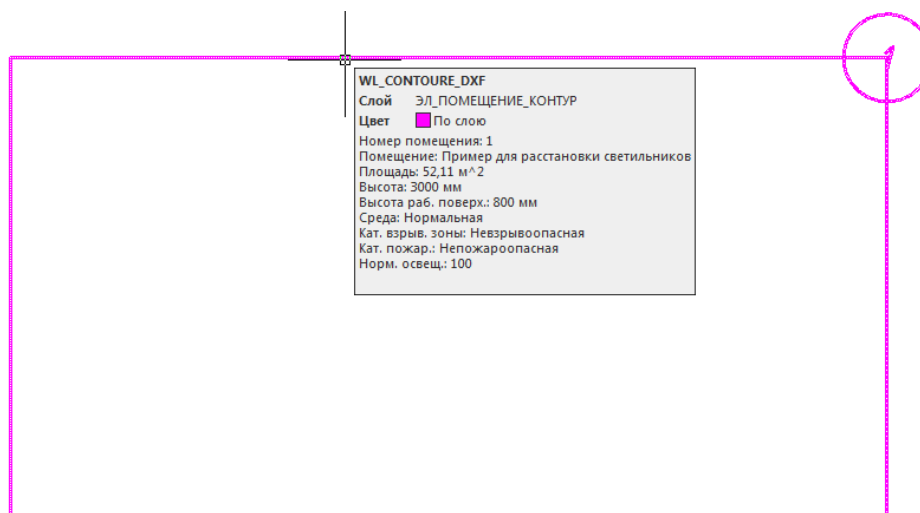 WL_CONTOURE_DXF
Слой ЭЛ_ПОМЕЩЕНИЕ_КОНТУР
Цвет По слою
Номер помещения: 1
Помещение: Пример для расстановки светильников
Площадь: 52,11 м^2
Высота: 3000 мм
Высота раб. поверх.: 800 мм
Среда: Нормальная
Кат. взрыв. зоны: Невзрывоопасная
Кат. пожар.: Непожароопасная
Норм. освещ.: 100